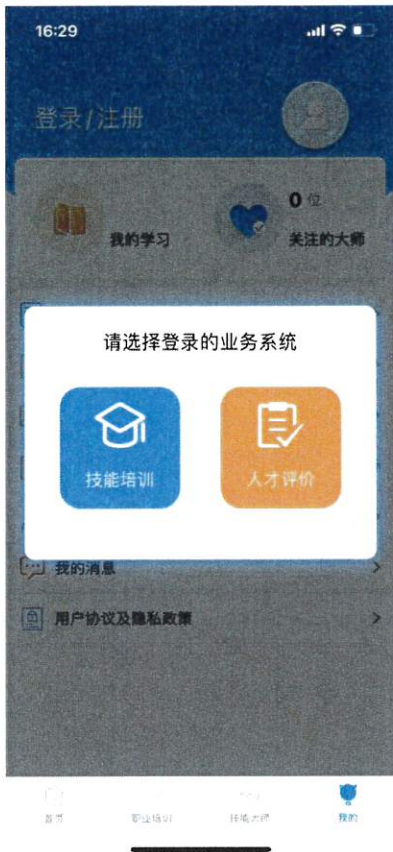 16:29
登录/注册
0 位
我的学习
关注的大师
请选择登录的业务系统
技能培训
人才评价
我的消息
用户协议及隐私政策
首页
职业培训
技能大师
我的